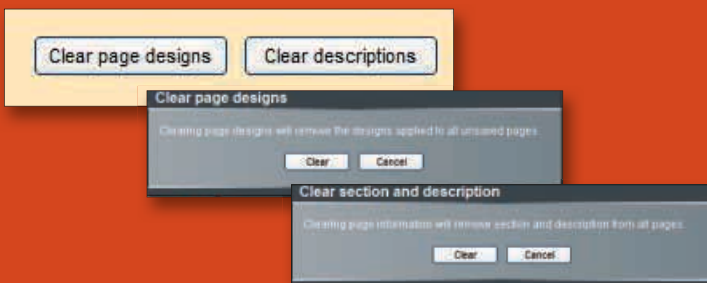 Clear page designs Clear descriptions
Clear page designs
Clearing page designs will remove the designs applied to all unsaved pages.
Clear Cancel
Clear section and description
Clearing page information will remove section and description from all pages.
Clear Cancel